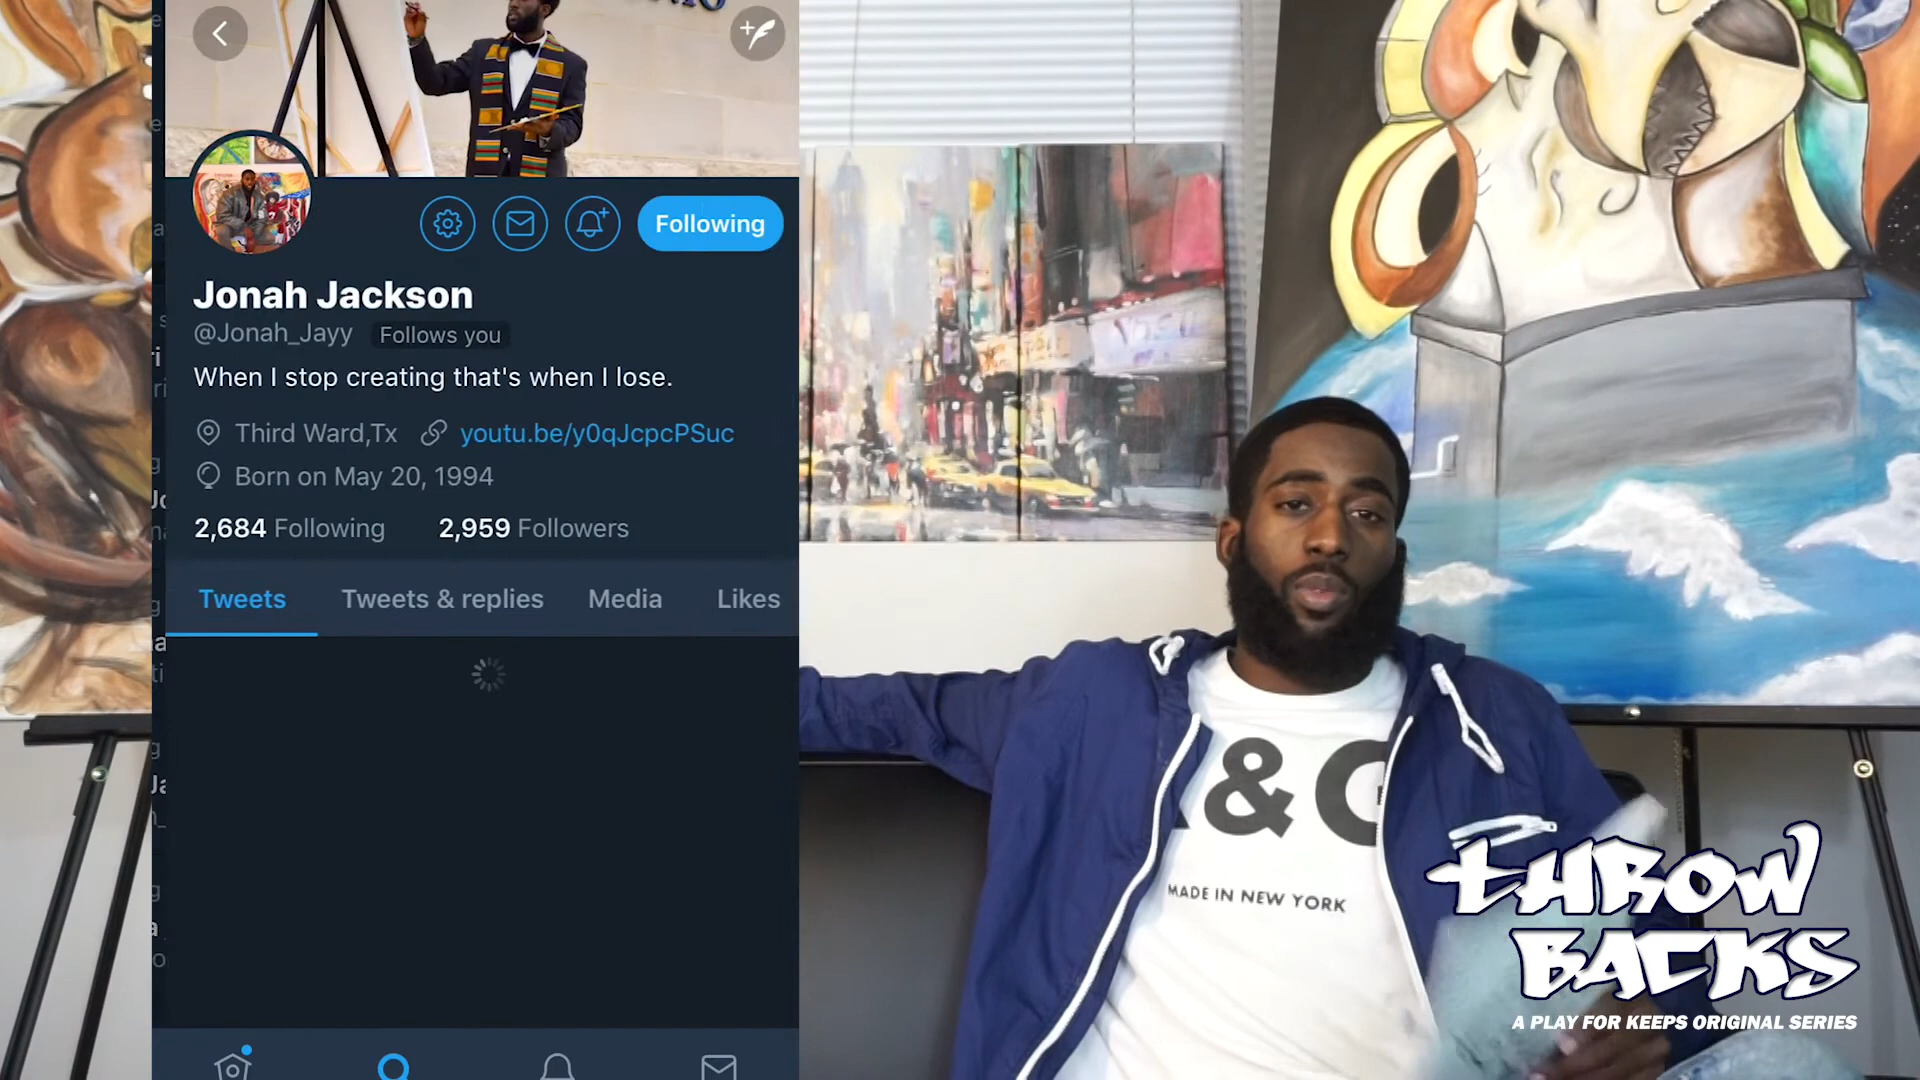 Following
Jonah Jackson
@Jonah_Jayy Follows you
When I stop creating that's when I lose.
Third Ward,Tx youtu.be/y0qJcpcPSuc
Born on May 20, 1994
2,684 Following 2,959 Followers
Tweets Tweets & replies Media Likes
&
MADE IN NEW YORK
THROW
BACKS
A PLAY FOR KEEPS ORIGINAL SERIES